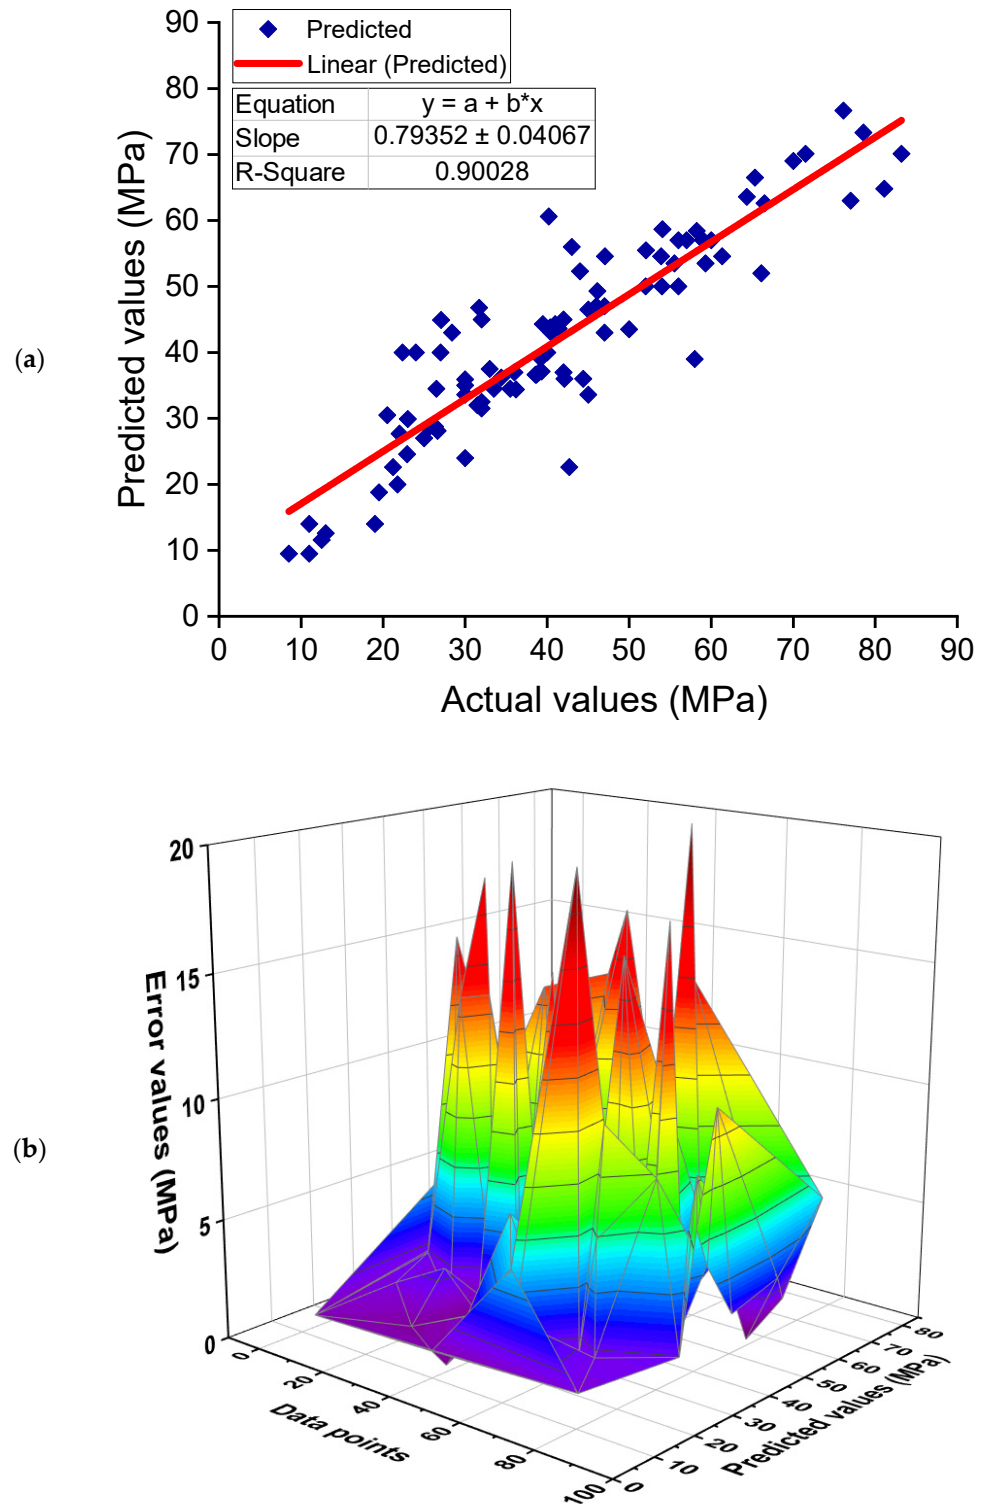 90
80
70
60
50
40
30
20
10
0
Predicted values (MPa)
Predicted
Linear (Predicted)
Equation y = a + b*x
Slope 0.79352 ± 0.04067
R-Square 0.90028
(a)
0 10 20 30 40 50 60 70 80 90
Actual values (MPa)
20
15
10
5
0
Error values (MPa)
(b)
0
20
40
60
80
100
Data points
0
10
20
30
40
50
60
70
80
Predicted values (MPa)